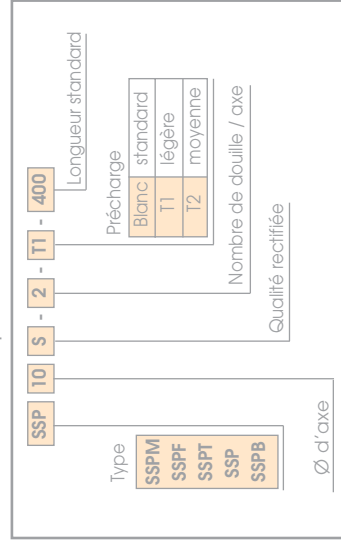 SSP 10 S - 2 - T1 - 400
Longueur standard
Précharge
Blanc standard
T1 légère
T2 moyenne
Nombre de douille / axe
Qualité rectifiée
Type
SSPM
SSPF
SSPT
SSP
SSPB
Ø d'axe